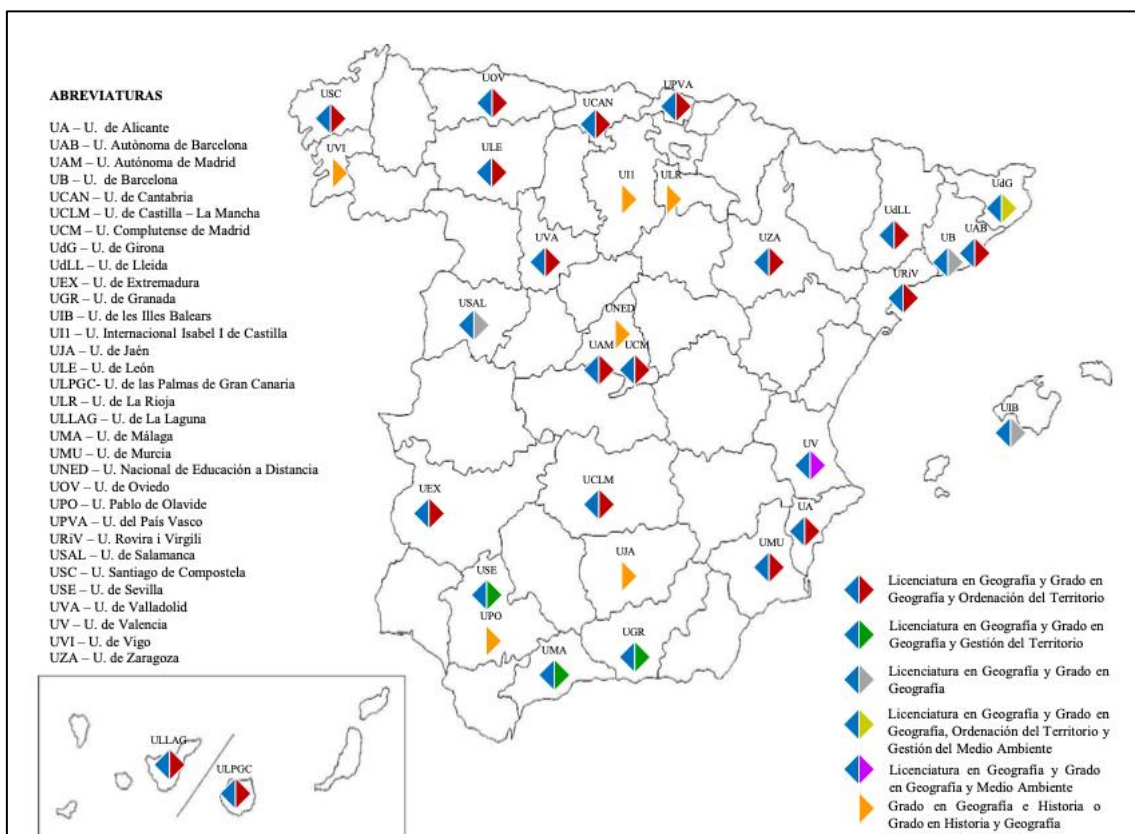 ABREVIATURAS
UA – U. de Alicante
UAB – U. Autònoma de Barcelona
UAM – U. Autónoma de Madrid
UB – U. de Barcelona
UCAN – U. de Cantabria
UCLM – U. de Castilla – La Mancha
UCM – U. Complutense de Madrid
UdG – U. de Girona
UdLL – U. de Lleida
UEX – U. de Extremadura
UGR – U. de Granada
UIB – U. de les Illes Balears
UI1 – U. Internacional Isabel I de Castilla
UJA – U. de Jaén
ULE – U. de León
ULPGC- U. de las Palmas de Gran Canaria
ULR – U. de La Rioja
ULLAG – U. de La Laguna
UMA – U. de Málaga
UMU – U. de Murcia
UNED – U. Nacional de Educación a Distancia
UOV – U. de Oviedo
UPO – U. Pablo de Olavide
UPVA – U. del País Vasco
URiV – U. Rovira i Virgili
USAL – U. de Salamanca
USC – U. Santiago de Compostela
USE – U. de Sevilla
UVA – U. de Valladolid
UV – U. de Valencia
UVI – U. de Vigo
UZA – U. de Zaragoza
UOV
UPVA
USC
UCAN
UVI
ULE
UI1
ULR
UdG
UdLL
UVA
UZA
UB
UAB
URiV
USAL
UNED
UAM
UCM
UIB
UV
UEX
UCLM
UA
UMU
UJA
USE
UPO
UGR
UMA
ULLAG
ULPGC
Licenciatura en Geografía y Grado en
Geografía y Ordenación del Territorio
Licenciatura en Geografía y Grado en
Geografía y Gestión del Territorio
Licenciatura en Geografía y Grado en
Geografía
Licenciatura en Geografía y Grado en
Geografía, Ordenación del Territorio y
Gestión del Medio Ambiente
Licenciatura en Geografía y Grado
en Geografía y Medio Ambiente
Grado en Geografía e Historia o
Grado en Historia y Geografía